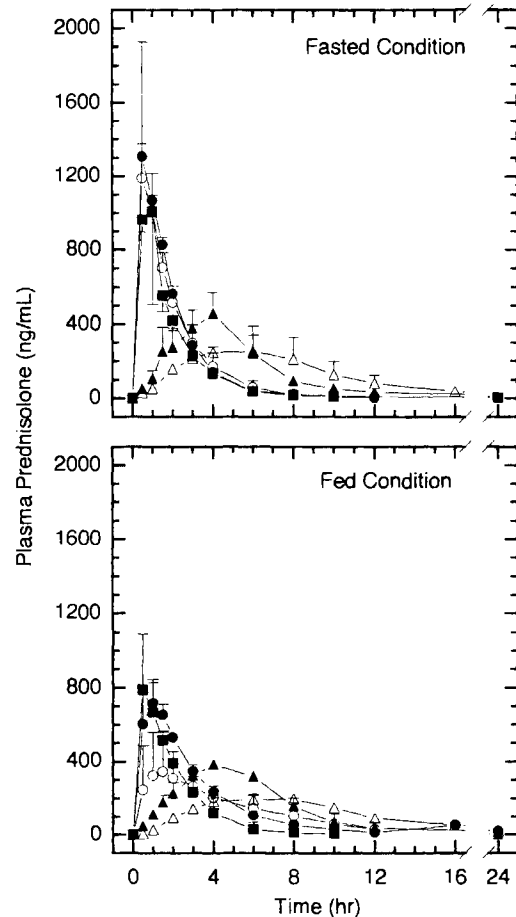 2000
Fasted Condition
1600
1200
800
400
0
Plasma Prednisolone (ng/mL)
2000
Fed Condition
1600
1200
800
400
0
0 4 8 12 16 24
Time (hr)